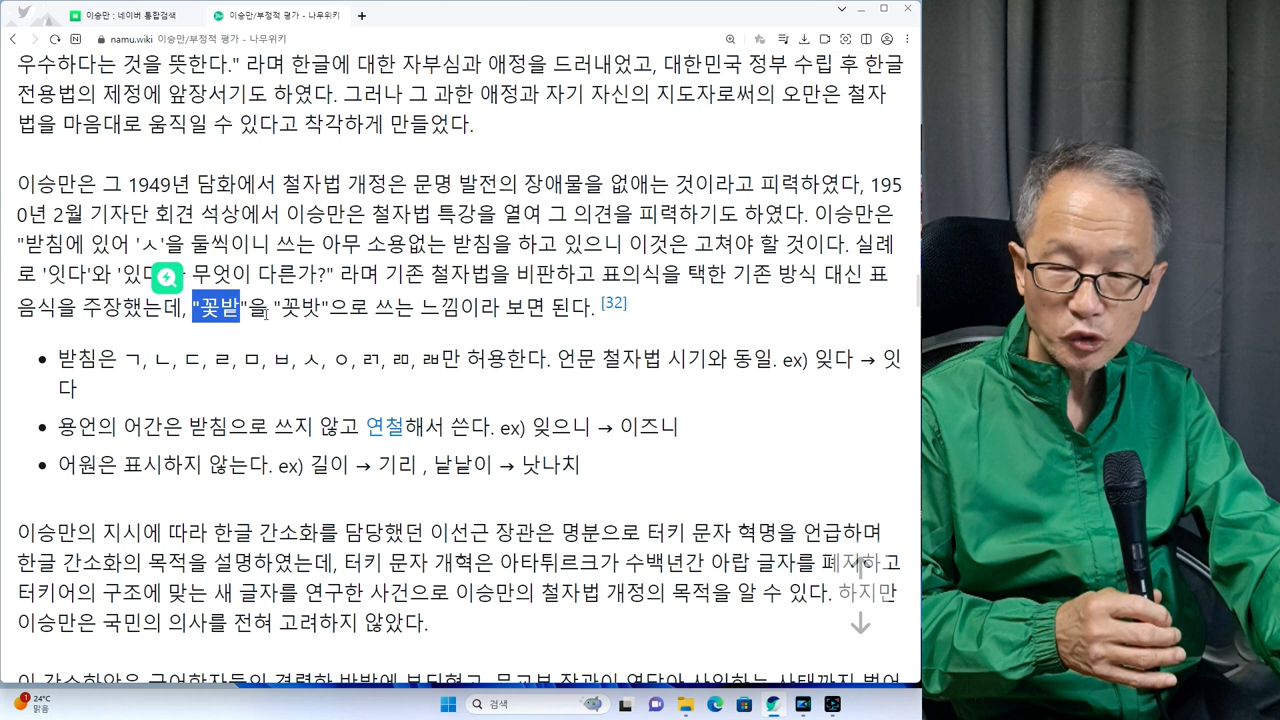 이승만 : 네이버 통합검색
이승만/부정적 평가 - 나무위키
namu.wiki 이승만/부정적 평가 - 나무위키
우수하다는 것을 뜻한다." 라며 한글에 대한 자부심과 애정을 드러내었고, 대한민국 정부 수립 후 한글
전용법의 제정에 앞장서기도 하였다. 그러나 그 과한 애정과 자기 자신의 지도자로써의 오만은 철자
법을 마음대로 움직일 수 있다고 착각하게 만들었다.
이승만은 그 1949년 담화에서 철자법 개정은 문명 발전의 장애물을 없애는 것이라고 피력하였다, 195
0년 2월 기자단 회견 석상에서 이승만은 철자법 특강을 열여 그 의견을 피력하기도 하였다. 이승만은
"받침에 있어 'ㅅ'을 둘씩이니 쓰는 아무 소용없는 받침을 하고 있으니 이것은 고쳐야 할 것이다. 실례
로 '잇다'와 '있다 무엇이 다른가?" 라며 기존 철자법을 비판하고 표의식을 택한 기존 방식 대신 표
음식을 주장했는데, "꽃밭"을 "꼿밧"으로 쓰는 느낌이라 보면 된다. [32]
• 받침은 ㄱ, ㄴ, ㄷ, ㄹ, ㅁ, ㅂ, ㅅ, ㅇ, ㄺ, ㄻ, ㄼ만 허용한다. 언문 철자법 시기와 동일. ex) 잊다 → 잇
다
• 용언의 어간은 받침으로 쓰지 않고 연철해서 쓴다. ex) 잊으니 → 이즈니
• 어원은 표시하지 않는다. ex) 길이 → 기리 , 낱낱이 → 낫나치
이승만의 지시에 따라 한글 간소화를 담당했던 이선근 장관은 명분으로 터키 문자 혁명을 언급하며
한글 간소화의 목적을 설명하였는데, 터키 문자 개혁은 아타튀르크가 수백년간 아랍 글자를 폐지하고
터키어의 구조에 맞는 새 글자를 연구한 사건으로 이승만의 철자법 개정의 목적을 알 수 있다. 하지만
이승만은 국민의 의사를 전혀 고려하지 않았다.
24°C
맑음
1
검색